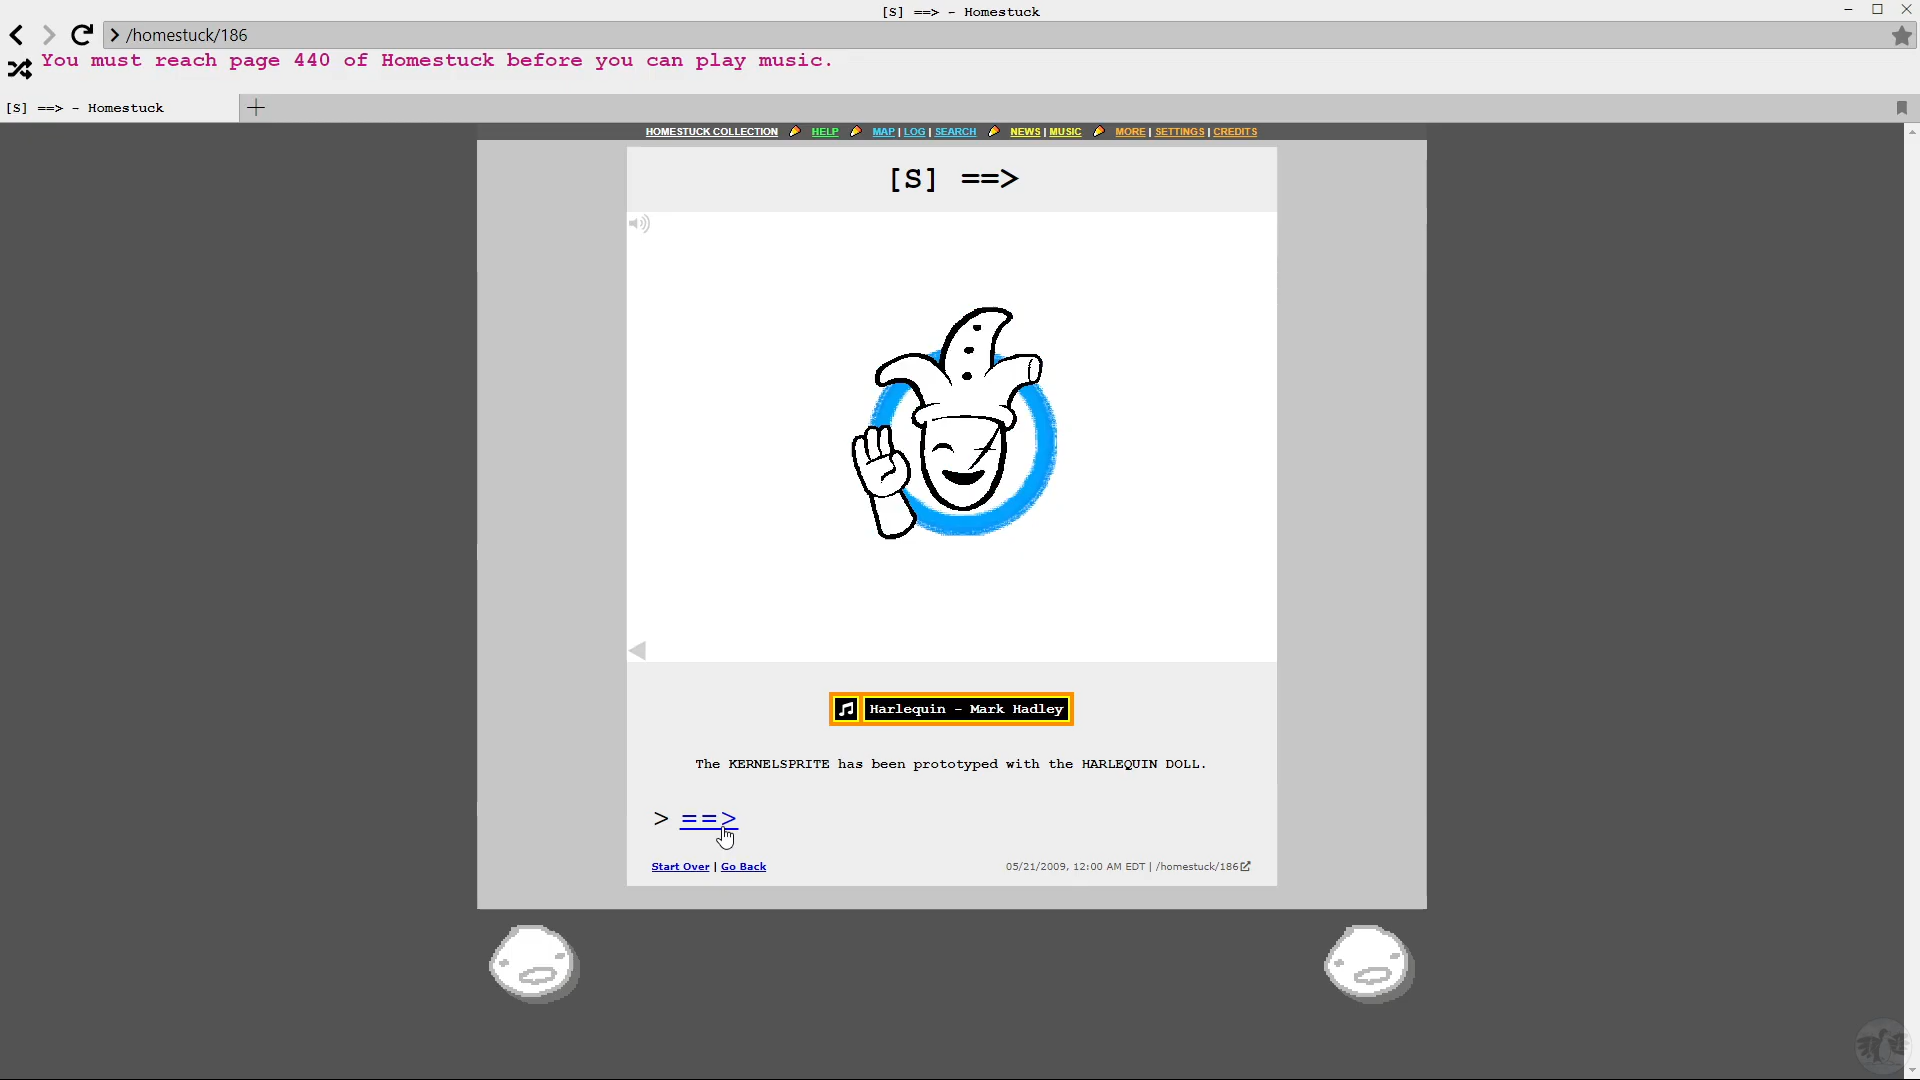 [S] ==> - Homestuck
/homestuck/186
You must reach page 440 of Homestuck before you can play music.
[S] ==> - Homestuck
HOMESTUCK COLLECTION HELP MAP | LOG | SEARCH NEWS | MUSIC MORE | SETTINGS | CREDITS
[S] ==>
Harlequin - Mark Hadley
The KERNELSPRITE has been prototyped with the HARLEQUIN DOLL.
> ==>
Start Over | Go Back 05/21/2009, 12:00 AM EDT | /homestuck/186